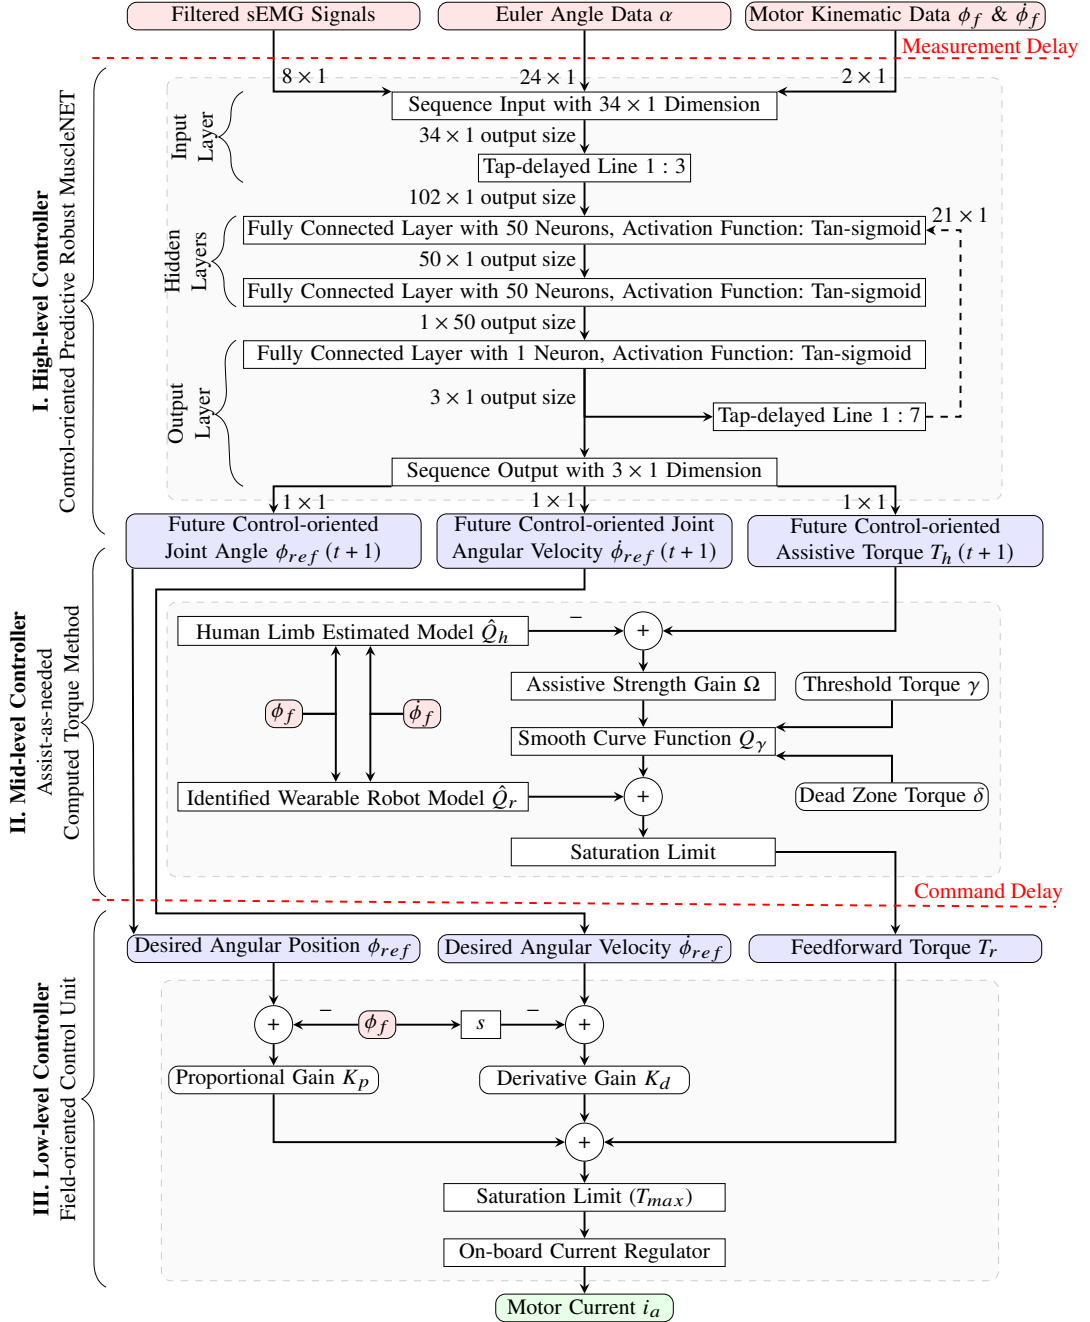 Filtered sEMG Signals
Euler Angle Data α
Motor Kinematic Data ϕ_f & ϕ̇_f
Measurement Delay
8 × 1
24 × 1
2 × 1
I. High-level Controller
Control-oriented Predictive Robust MuscleNET
Input
Layer
Sequence Input with 34 × 1 Dimension
34 × 1 output size
Tap-delayed Line 1 : 3
102 × 1 output size
21 × 1
Hidden
Layers
Fully Connected Layer with 50 Neurons, Activation Function: Tan-sigmoid
50 × 1 output size
Fully Connected Layer with 50 Neurons, Activation Function: Tan-sigmoid
1 × 50 output size
Output
Layer
Fully Connected Layer with 1 Neuron, Activation Function: Tan-sigmoid
3 × 1 output size
Tap-delayed Line 1 : 7
Sequence Output with 3 × 1 Dimension
1 × 1
1 × 1
1 × 1
Future Control-oriented
Joint Angle ϕ_ref (t + 1)
Future Control-oriented Joint
Angular Velocity ϕ̇_ref (t + 1)
Future Control-oriented
Assistive Torque T_h (t + 1)
II. Mid-level Controller
Assist-as-needed
Computed Torque Method
Human Limb Estimated Model Q̂_h
−
+
Assistive Strength Gain Ω
Threshold Torque γ
ϕ_f
ϕ̇_f
Smooth Curve Function Q_γ
Identified Wearable Robot Model Q̂_r
+
Dead Zone Torque δ
Saturation Limit
Command Delay
III. Low-level Controller
Field-oriented Control Unit
Desired Angular Position ϕ_ref
Desired Angular Velocity ϕ̇_ref
Feedforward Torque T_r
+
−
ϕ_f
s
−
+
Proportional Gain K_p
Derivative Gain K_d
+
Saturation Limit (T_max)
On-board Current Regulator
Motor Current i_a